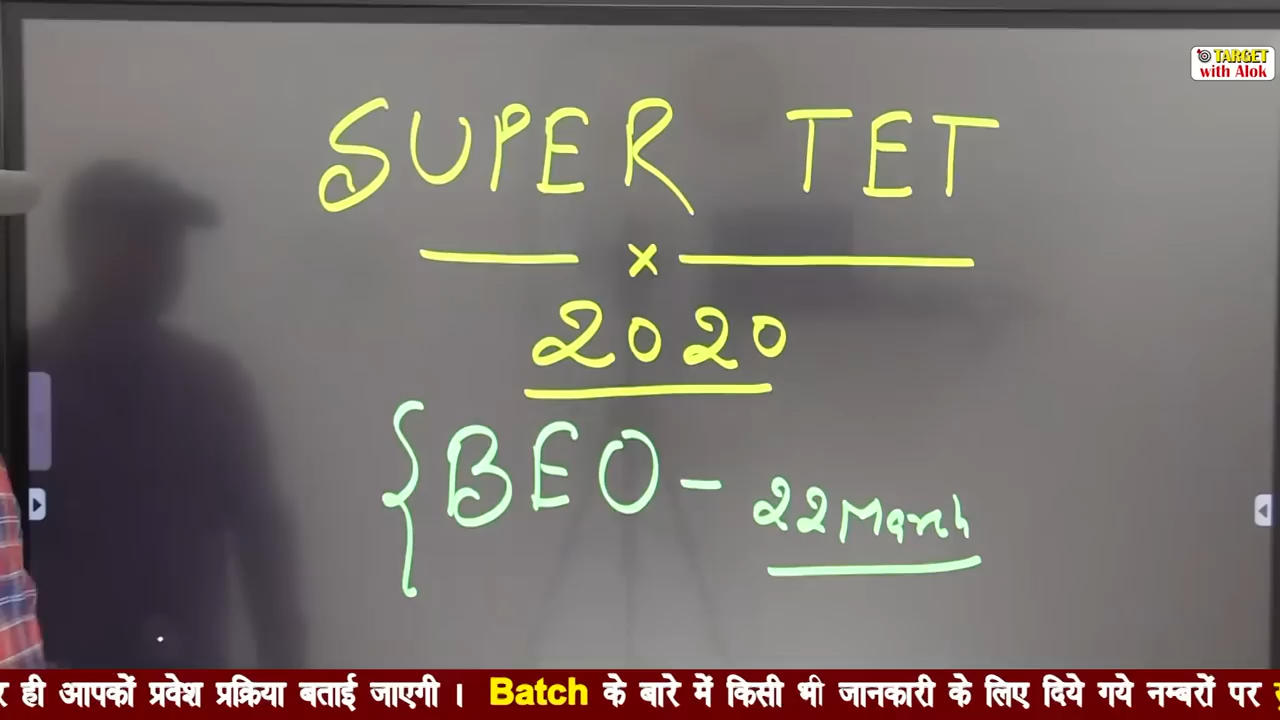 TARGET
with Alok
SUPER TET
x
2020
{BEO - 22 March
ही आपकों प्रवेश प्रक्रिया बताई जाएगी । Batch के बारे में किसी भी जानकारी के लिए दिये गये नम्बरों पर